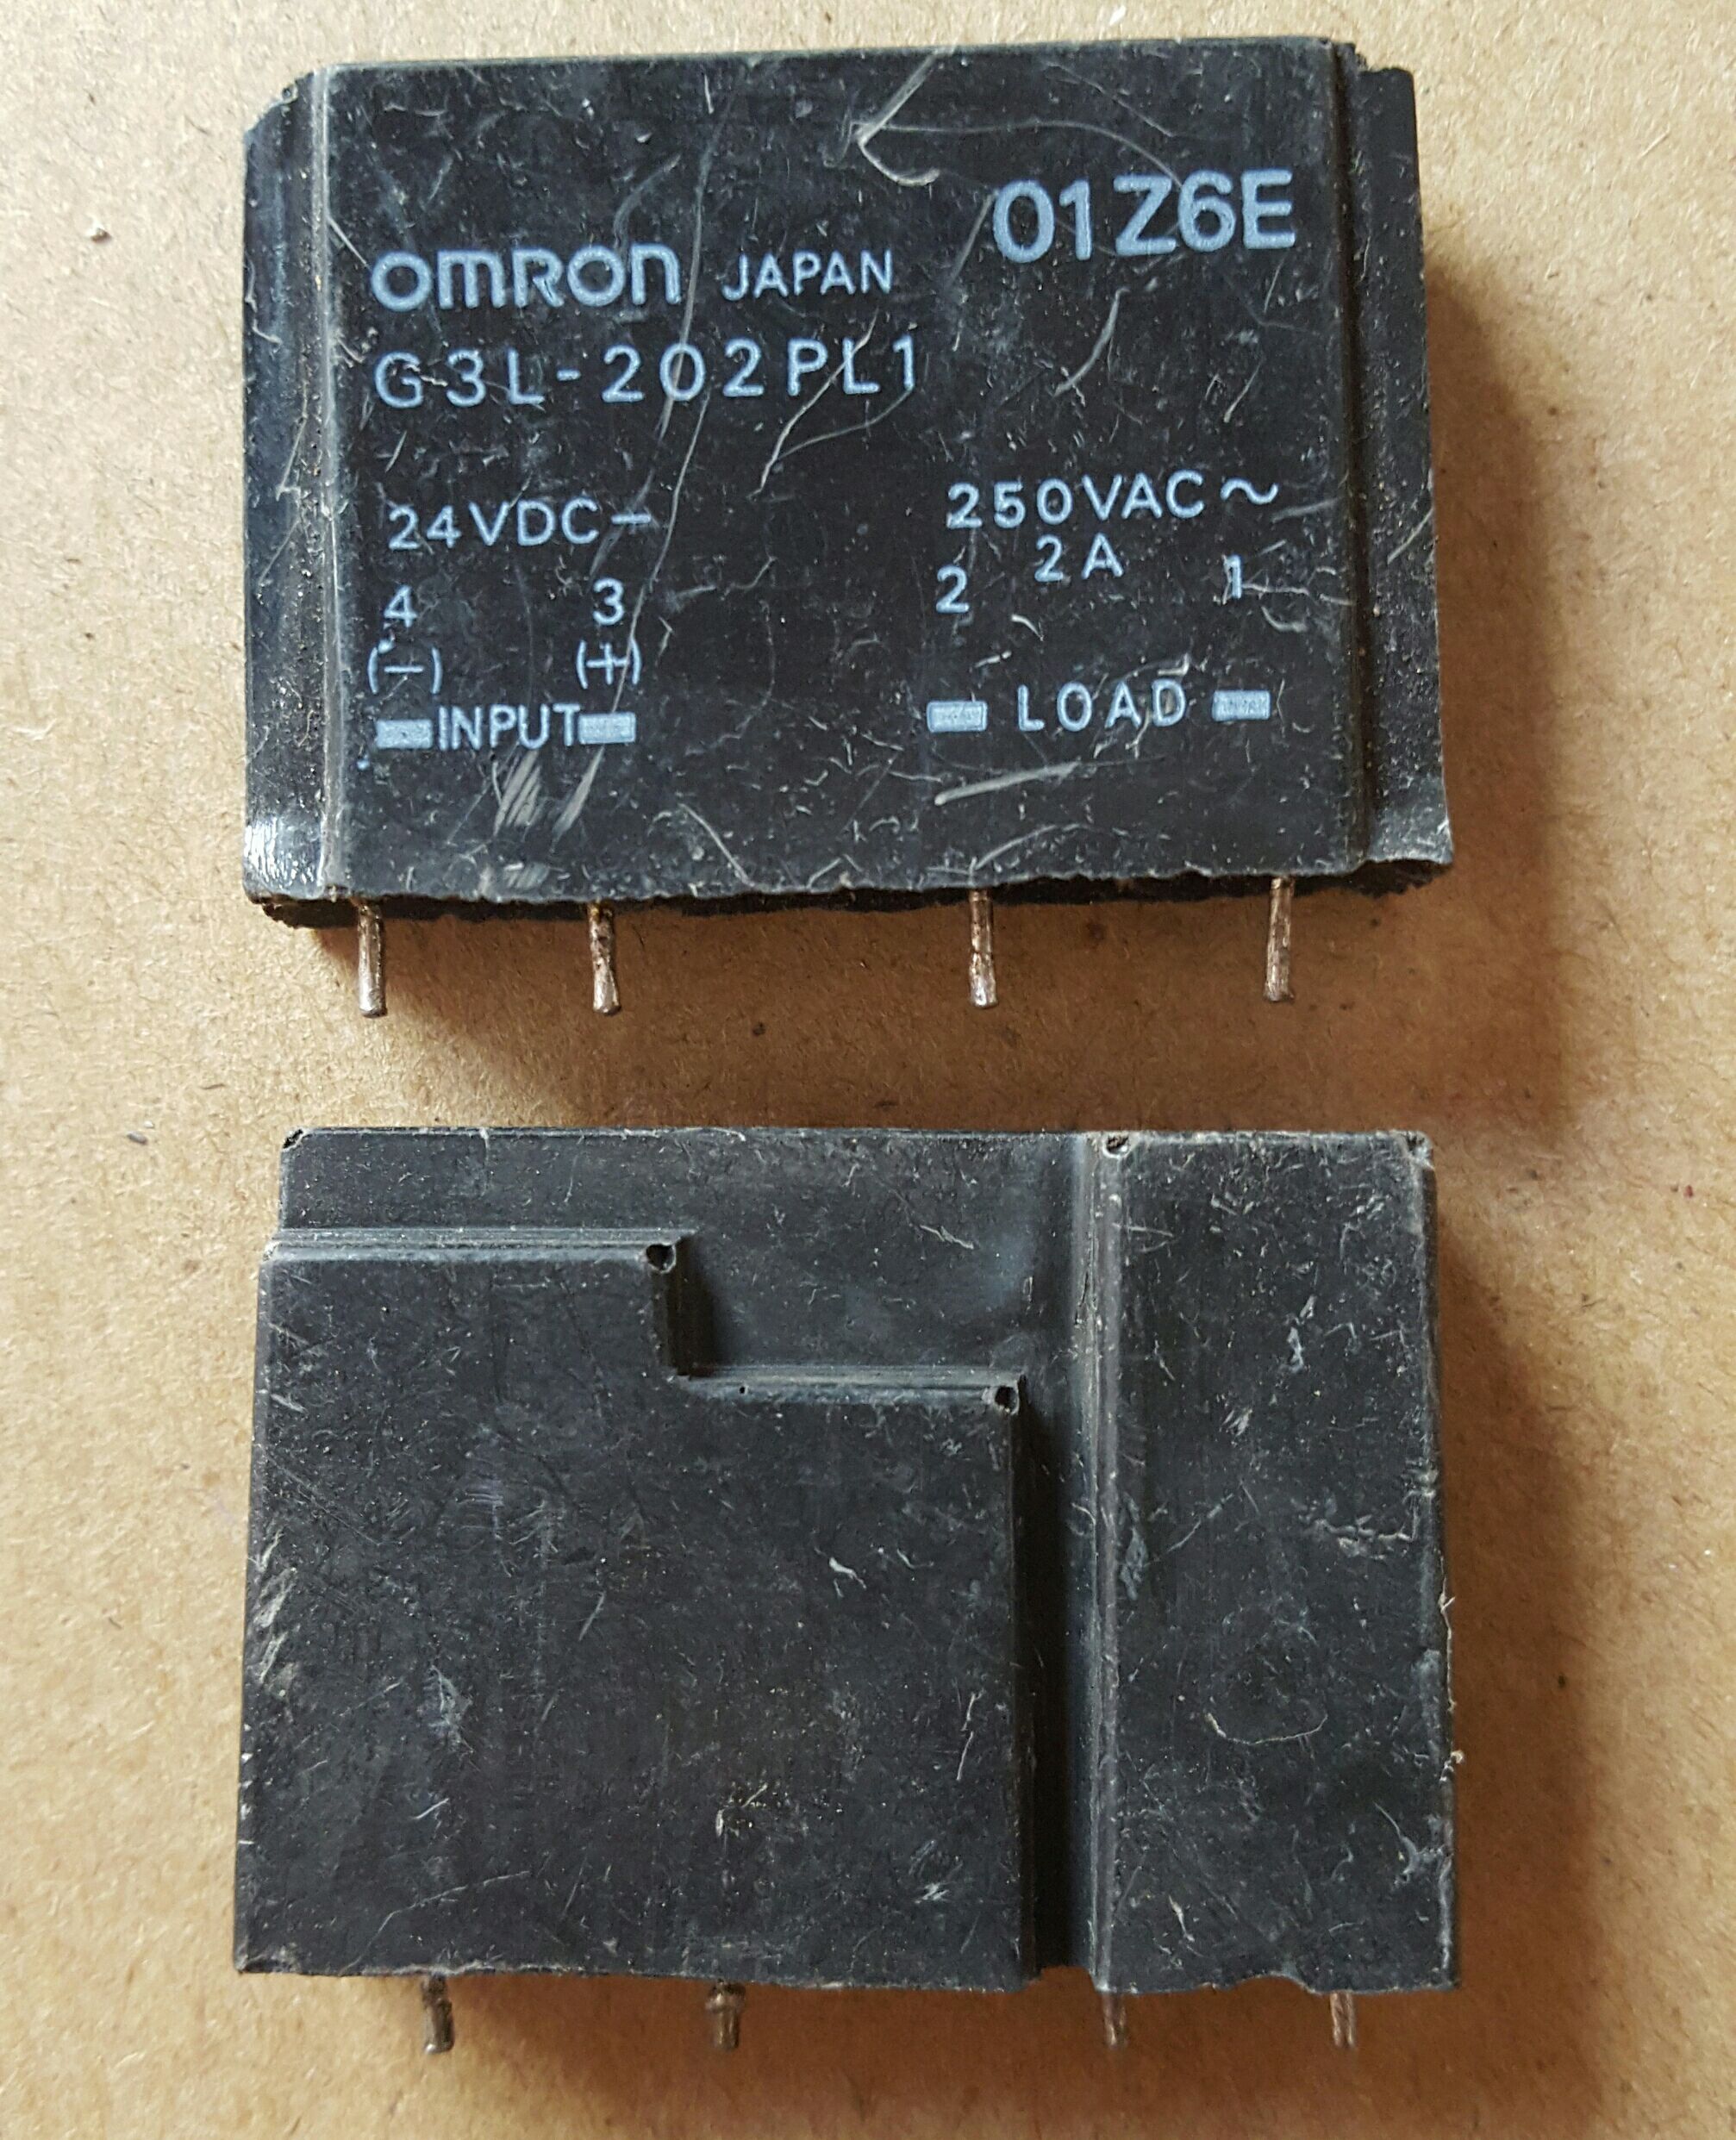 01Z6E
omron JAPAN
G3L-202PL1
24VDC⎓ 250VAC~
2A
4 3 2 1
(-) (+)
INPUT LOAD